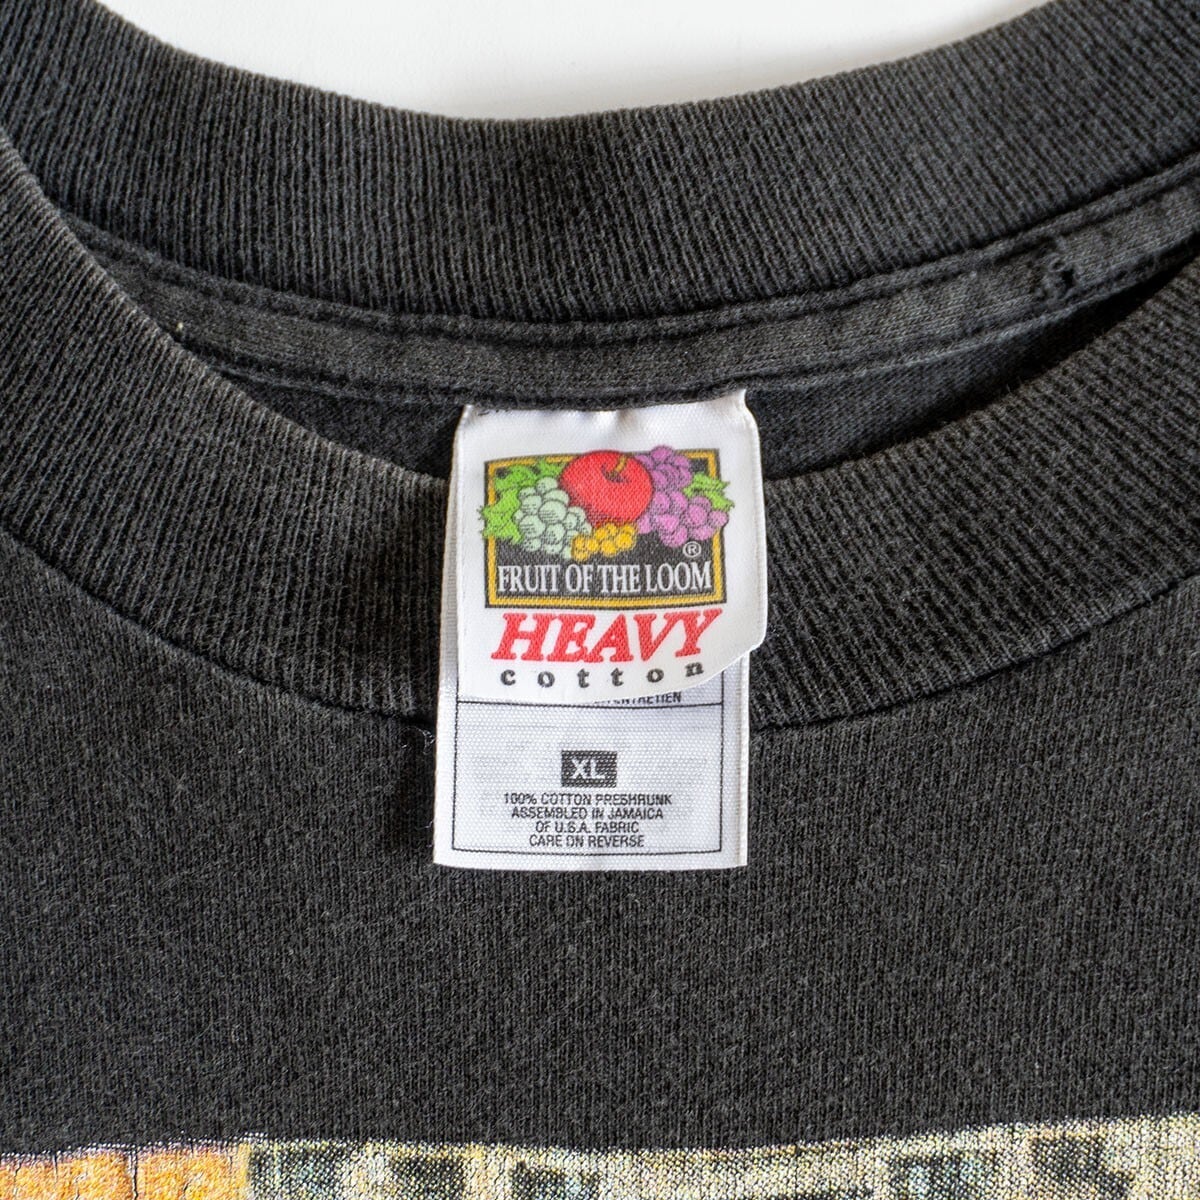 ®
FRUIT OF THE LOOM
HEAVY
cotton
XL
100% COTTON PRESHRUNK
ASSEMBLED IN JAMAICA
OF U.S.A. FABRIC
CARE ON REVERSE